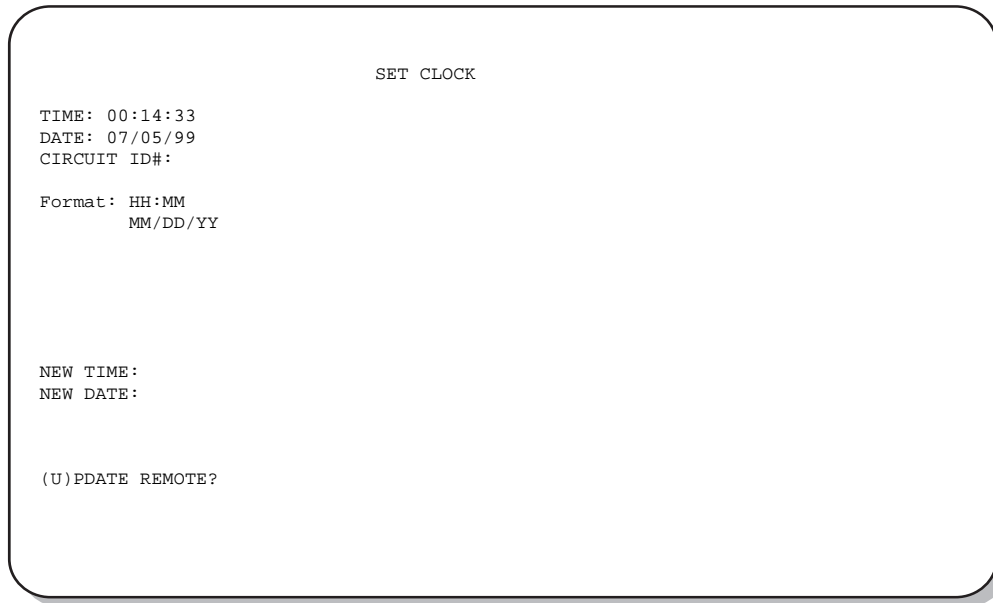 SET CLOCK
TIME: 00:14:33
DATE: 07/05/99
CIRCUIT ID#:
Format: HH:MM
MM/DD/YY
NEW TIME:
NEW DATE:
(U)PDATE REMOTE?